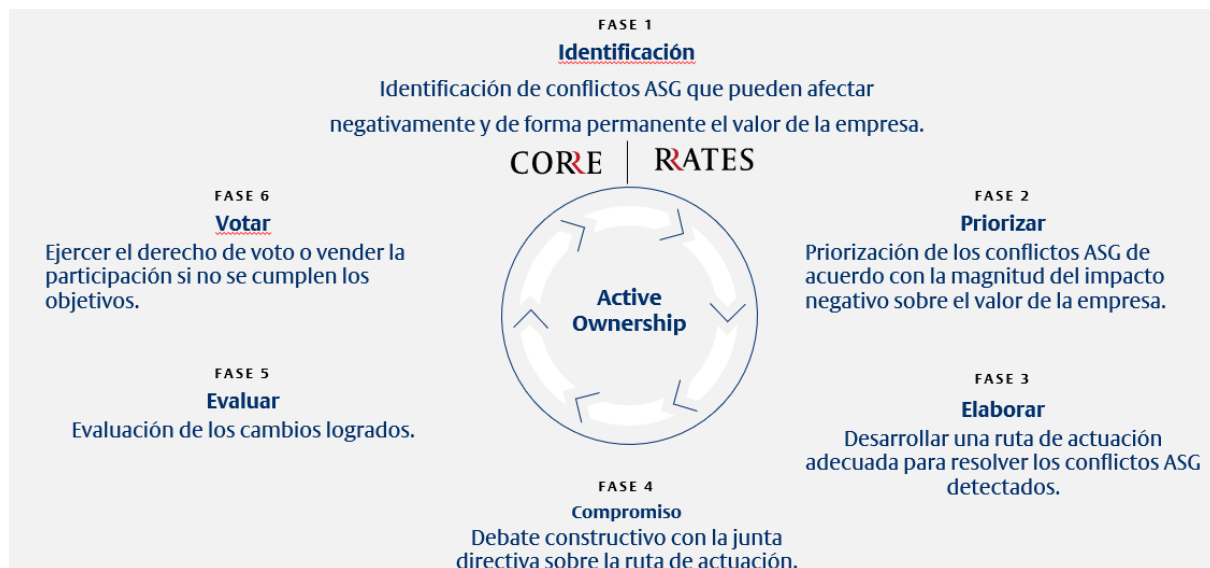 FASE 1
Identificación
Identificación de conflictos ASG que pueden afectar
negativamente y de forma permanente el valor de la empresa.
CORRE | RRATES
FASE 2
Priorizar
Priorización de los conflictos ASG de
acuerdo con la magnitud del impacto
negativo sobre el valor de la empresa.
FASE 3
Elaborar
Desarrollar una ruta de actuación
adecuada para resolver los conflictos ASG
detectados.
FASE 4
Compromiso
Debate constructivo con la junta
directiva sobre la ruta de actuación.
FASE 5
Evaluar
Evaluación de los cambios logrados.
FASE 6
Votar
Ejercer el derecho de voto o vender la
participación si no se cumplen los
objetivos.
Active
Ownership